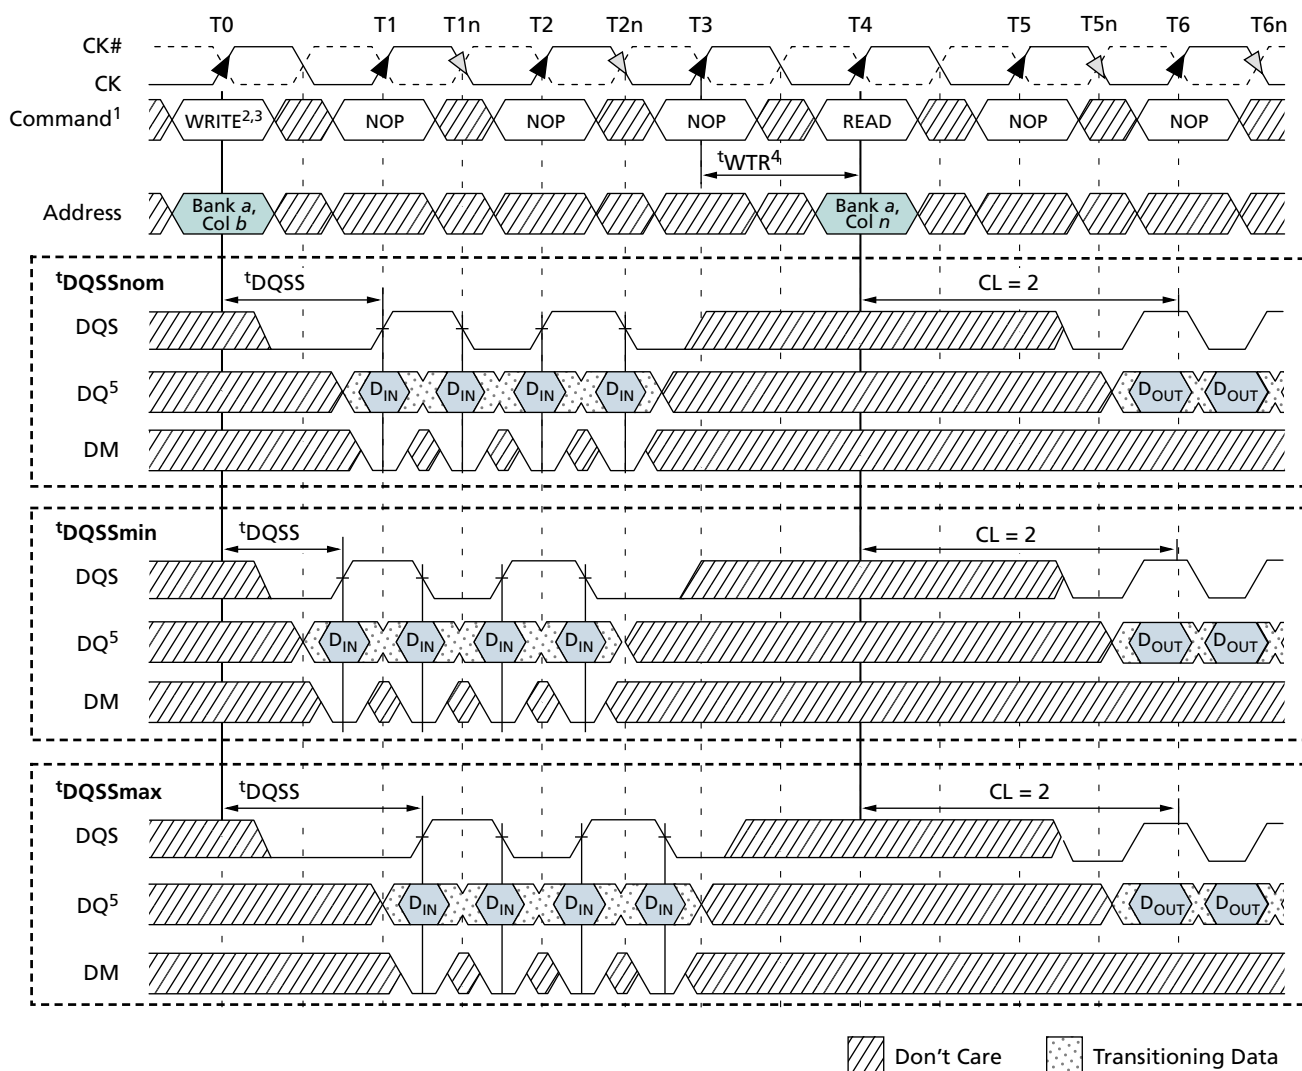 T0 T1 T1n T2 T2n T3 T4 T5 T5n T6 T6n
CK#
CK
Command1 WRITE2,3 NOP NOP NOP READ NOP NOP
tWTR4
Address Bank a, Bank a,
Col b Col n
tDQSSnom tDQSS CL = 2
DQS
DQ5 DIN DIN DIN DIN DOUT DOUT
DM
tDQSSmin tDQSS CL = 2
DQS
DQ5 DIN DIN DIN DIN DOUT DOUT
DM
tDQSSmax tDQSS CL = 2
DQS
DQ5 DIN DIN DIN DIN DOUT DOUT
DM
Don't Care Transitioning Data